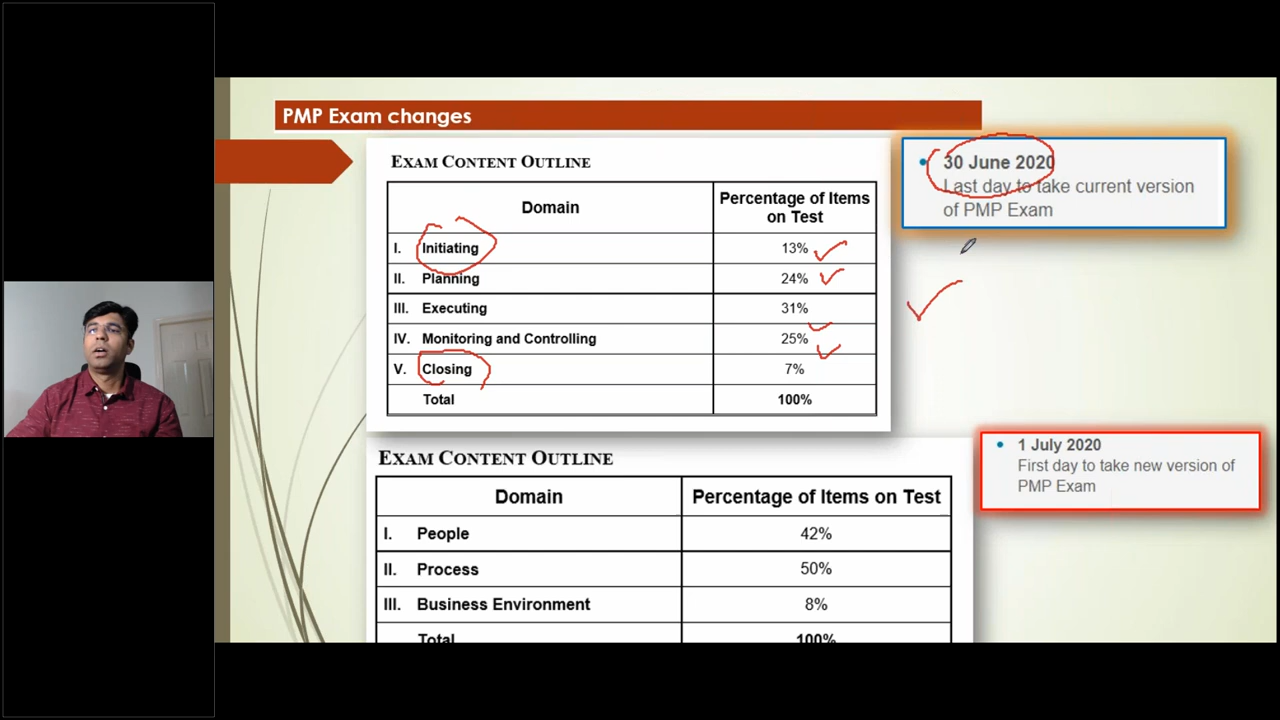 PMP Exam changes
EXAM CONTENT OUTLINE
Domain
Percentage of Items
on Test
I. Initiating 13%
II. Planning 24%
III. Executing 31%
IV. Monitoring and Controlling 25%
V. Closing 7%
Total 100%
• 30 June 2020
Last day to take current version
of PMP Exam
EXAM CONTENT OUTLINE
Domain Percentage of Items on Test
I. People 42%
II. Process 50%
III. Business Environment 8%
Total 100%
• 1 July 2020
First day to take new version of
PMP Exam